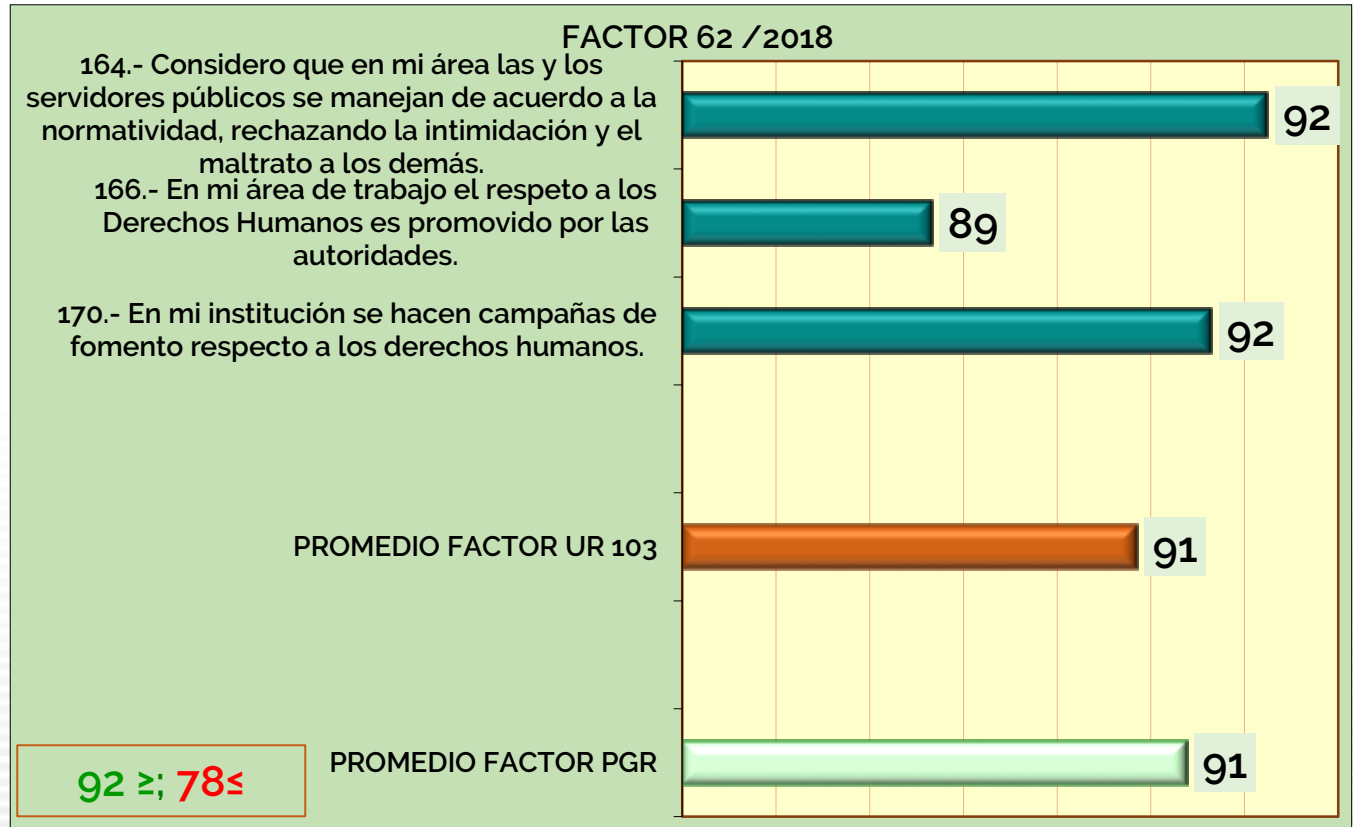 FACTOR 62 /2018
164.- Considero que en mi área las y los
servidores públicos se manejan de acuerdo a la
normatividad, rechazando la intimidación y el
maltrato a los demás.
92
166.- En mi área de trabajo el respeto a los
Derechos Humanos es promovido por las
autoridades.
89
170.- En mi institución se hacen campañas de
fomento respecto a los derechos humanos.
92
PROMEDIO FACTOR UR 103
91
PROMEDIO FACTOR PGR
91
92 ≥; 78≤